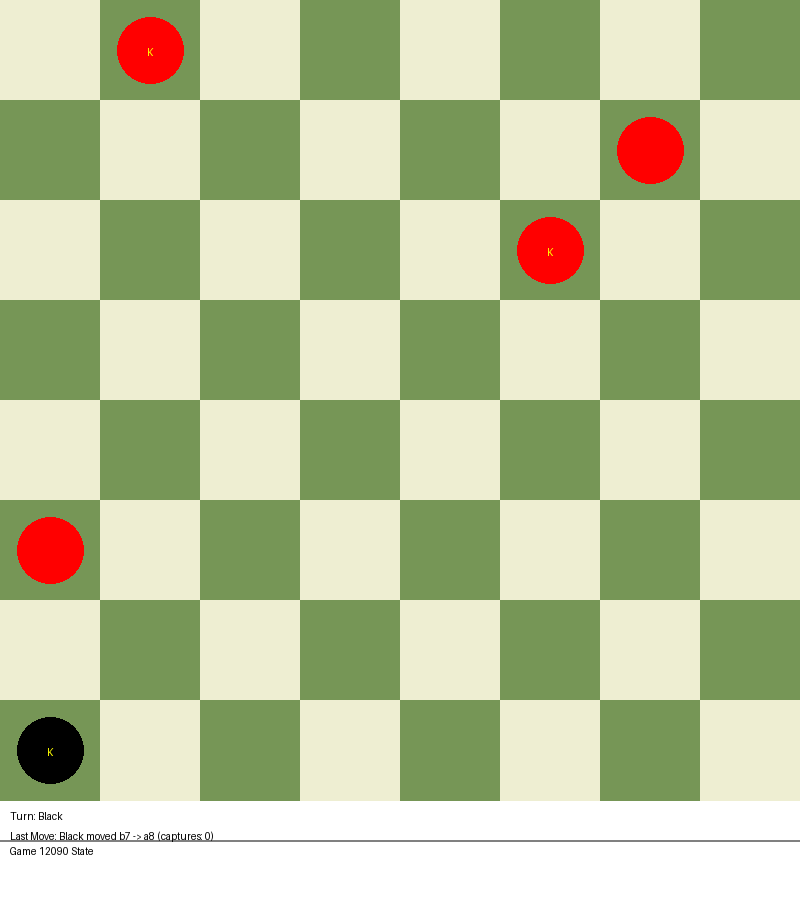 K
K
K
Turn: Black
Last Move: Black moved b7 -> a8 (captures: 0)
Game 12090 State